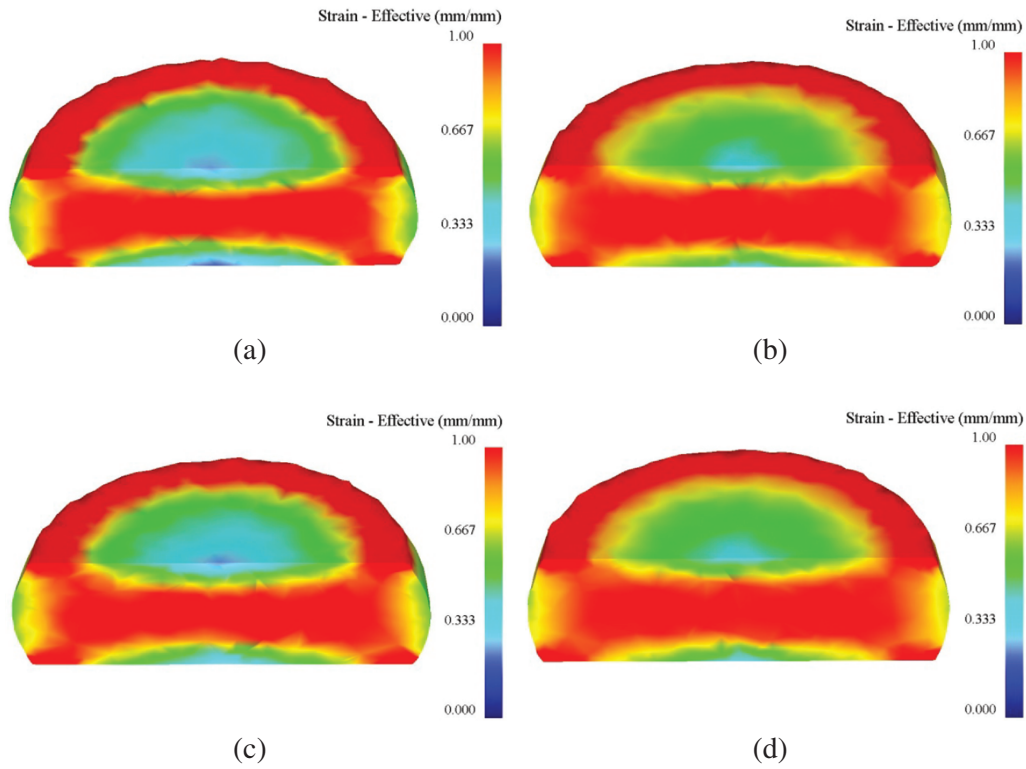 Strain - Effective (mm/mm)
1.00
0.667
0.333
0.000
(a)
Strain - Effective (mm/mm)
1.00
0.667
0.333
0.000
(b)
Strain - Effective (mm/mm)
1.00
0.667
0.333
0.000
(c)
Strain - Effective (mm/mm)
1.00
0.667
0.333
0.000
(d)